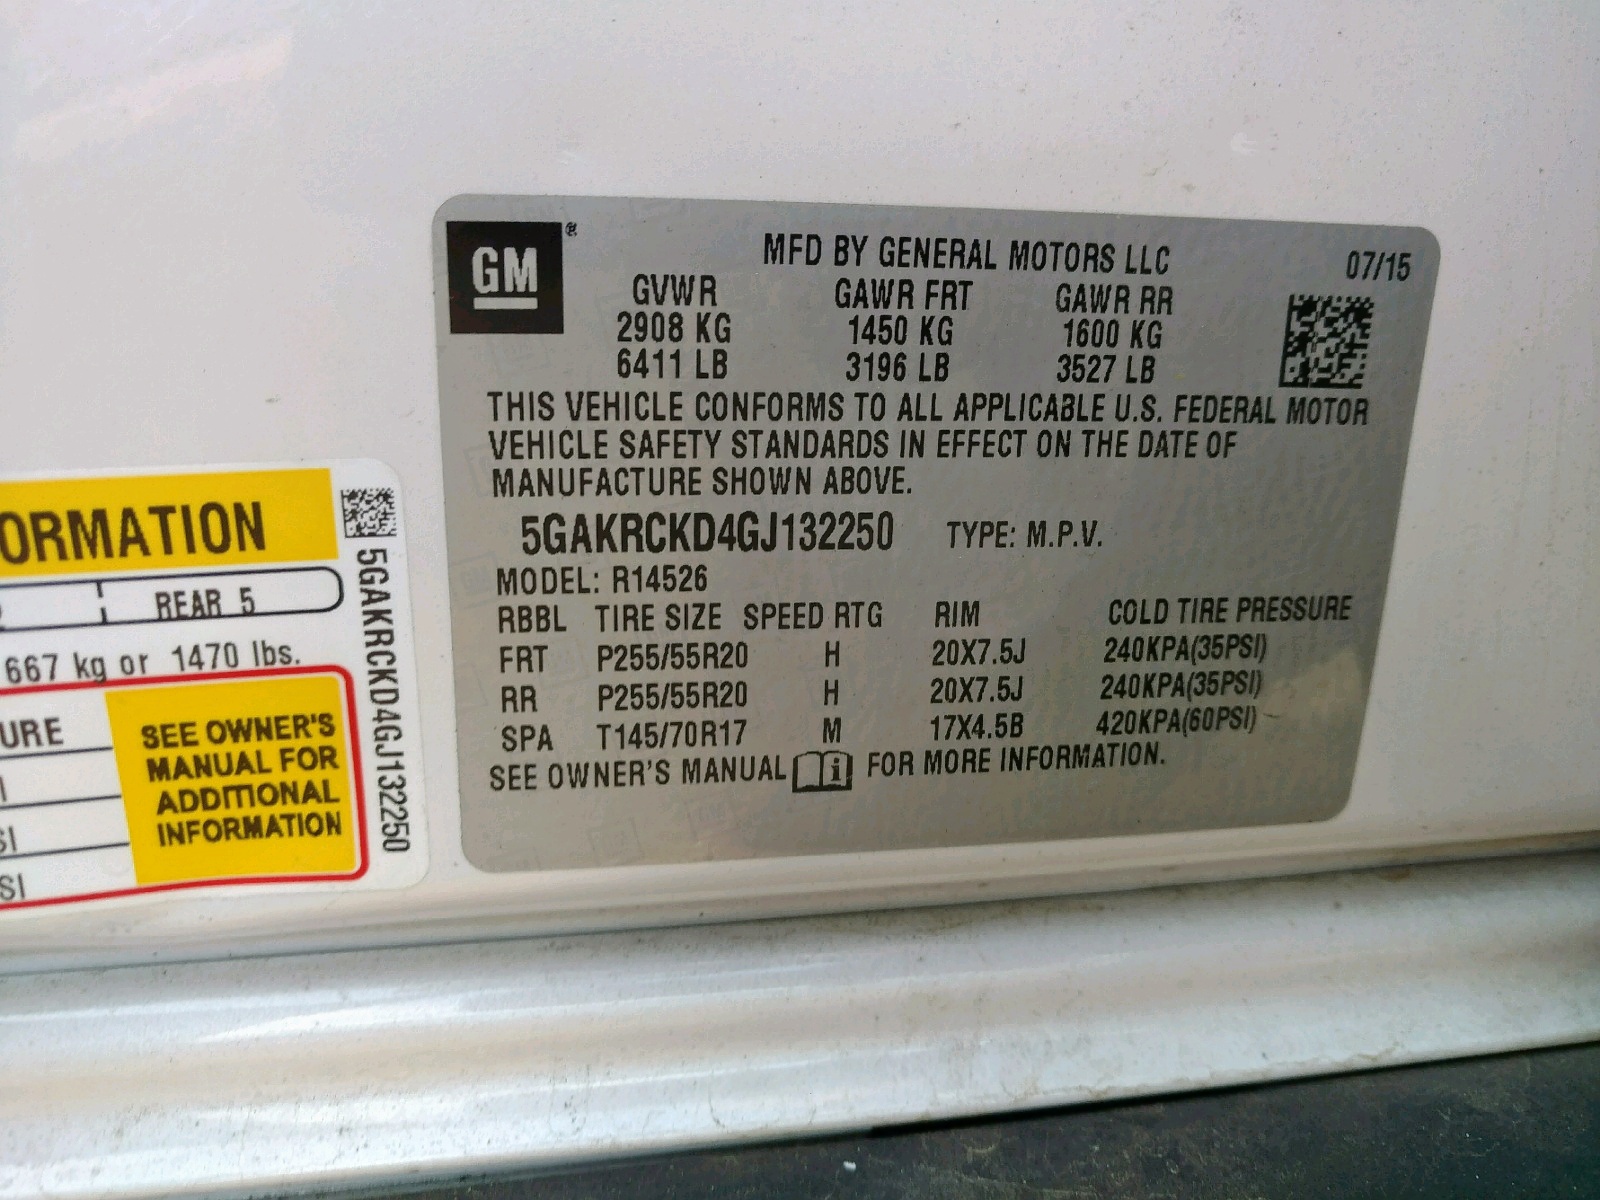 GM®
MFD BY GENERAL MOTORS LLC 07/15
GVWR GAWR FRT GAWR RR
2908 KG 1450 KG 1600 KG
6411 LB 3196 LB 3527 LB
THIS VEHICLE CONFORMS TO ALL APPLICABLE U.S. FEDERAL MOTOR
VEHICLE SAFETY STANDARDS IN EFFECT ON THE DATE OF
MANUFACTURE SHOWN ABOVE.
5GAKRCKD4GJ132250 TYPE: M.P.V.
MODEL: R14526
RBBL TIRE SIZE SPEED RTG RIM COLD TIRE PRESSURE
FRT P255/55R20 H 20X7.5J 240KPA(35PSI)
RR P255/55R20 H 20X7.5J 240KPA(35PSI)
SPA T145/70R17 M 17X4.5B 420KPA(60PSI)
SEE OWNER'S MANUAL FOR MORE INFORMATION.
ORMATION
REAR 5
667 kg or 1470 lbs.
URE
SI
SI
SEE OWNER'S
MANUAL FOR
ADDITIONAL
INFORMATION
5GAKRCKD4GJ132250